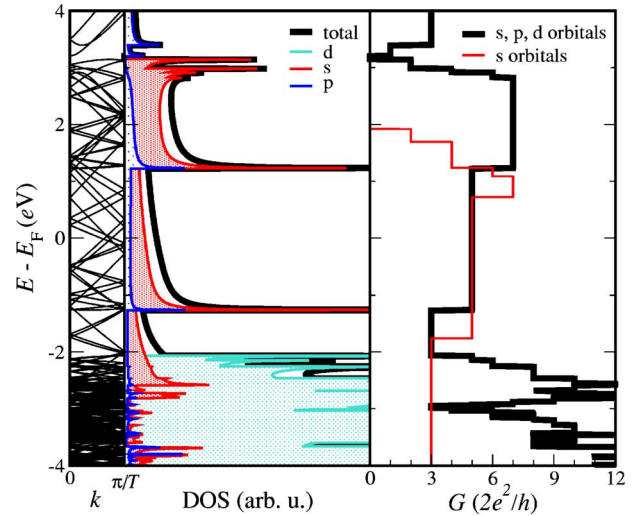 4
2
0
-2
-4
E - E_F (eV)
total
d
s
p
s, p, d orbitals
s orbitals
0
π/T
k
DOS (arb. u.)
0
3
6
9
12
G (2e²/h)